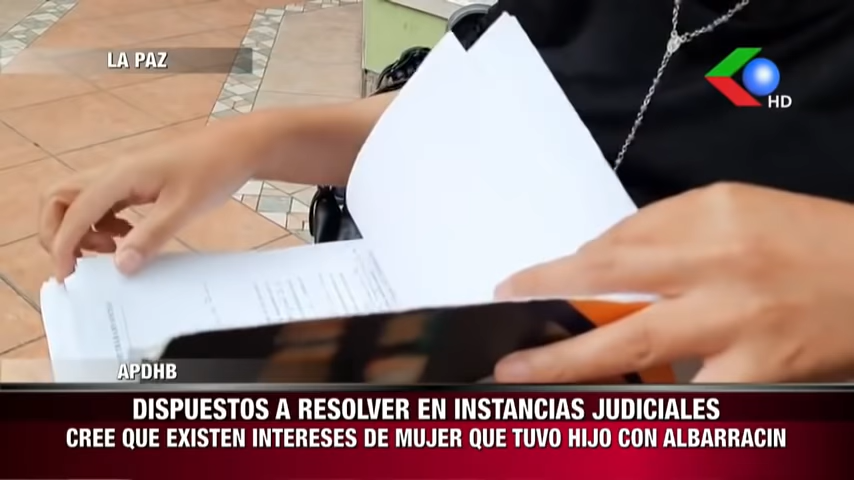 LA PAZ
HD
APDHB
DISPUESTOS A RESOLVER EN INSTANCIAS JUDICIALES
CREE QUE EXISTEN INTERESES DE MUJER QUE TUVO HIJO CON ALBARRACIN